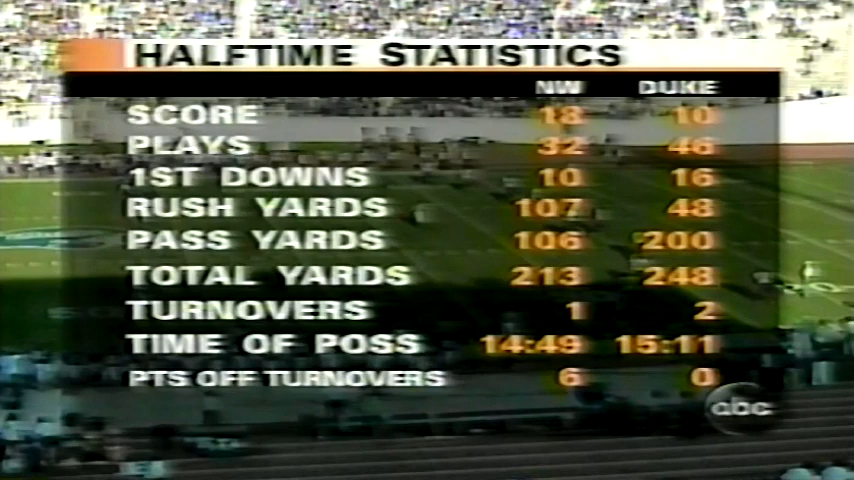 HALFTIME STATISTICS
NW DUKE
SCORE 18 10
PLAYS 32 46
1ST DOWNS 10 16
RUSH YARDS 107 48
PASS YARDS 106 200
TOTAL YARDS 213 248
TURNOVERS 1 2
TIME OF POSS 14:49 15:11
PTS OFF TURNOVERS 6 0
abc